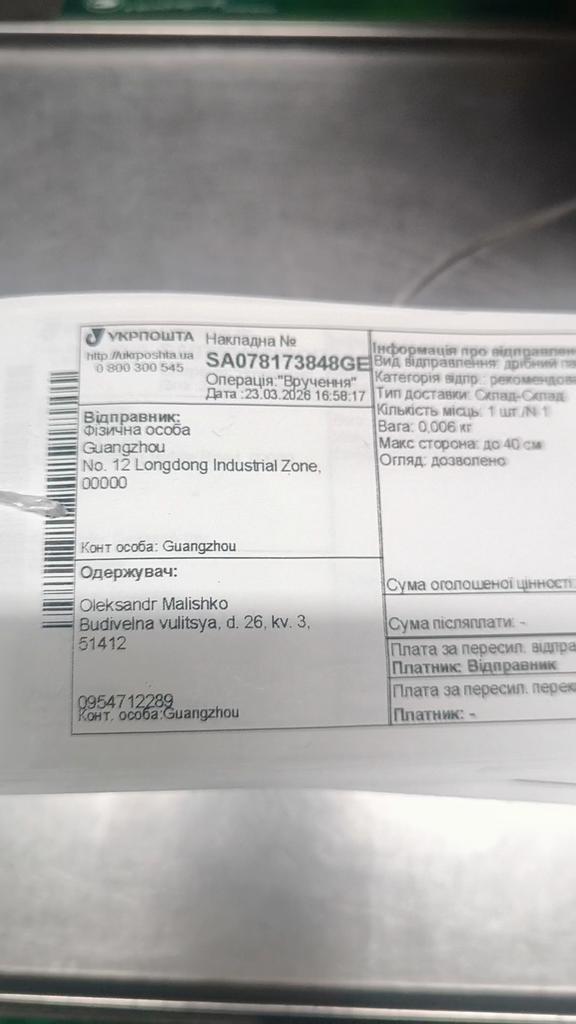 УКРПОШТА
http://ukrposhta.ua
0 800 300 545
Накладна №
SA078173848GE
Операція:"Вручення"
Дата :23.03.2026 16:58:17
Відправник:
Фізична особа
Guangzhou
No. 12 Longdong Industrial Zone,
00000
Конт особа: Guangzhou
Одержувач:
Oleksandr Malishko
Budivelna vulitsya, d. 26, kv. 3,
51412
0954712289
Конт. особа:Guangzhou
Інформація про відправлен
Вид відправлення: дрібний па
Категорія відпр.: рекомендова
Тип доставки: Склад-Склад
Кількість місць: 1 шт./N 1
Вага: 0,006 кг
Макс сторона: до 40 см
Огляд: дозволено
Сума оголошеної цінності:
Сума післяплати: -
Плата за пересил. відпра
Платник: Відправник
Плата за пересил. перек
Платник: -